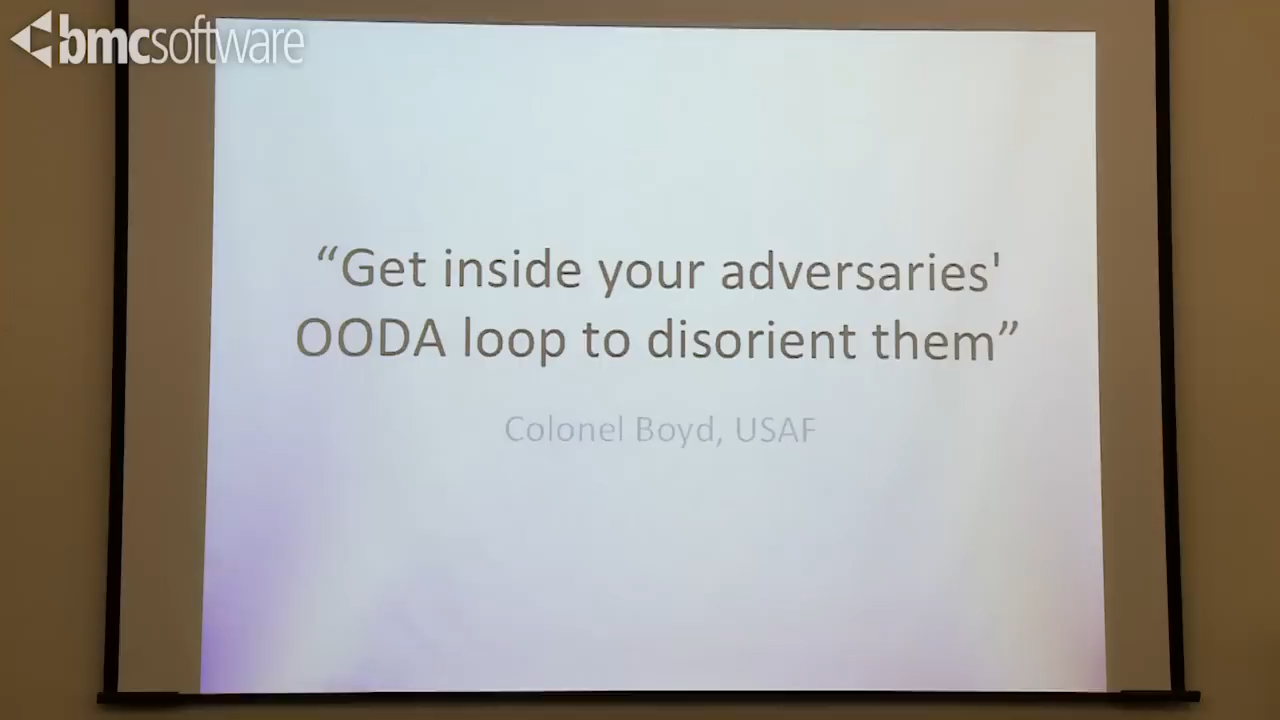 bmcsoftware
“Get inside your adversaries'
OODA loop to disorient them”
Colonel Boyd, USAF